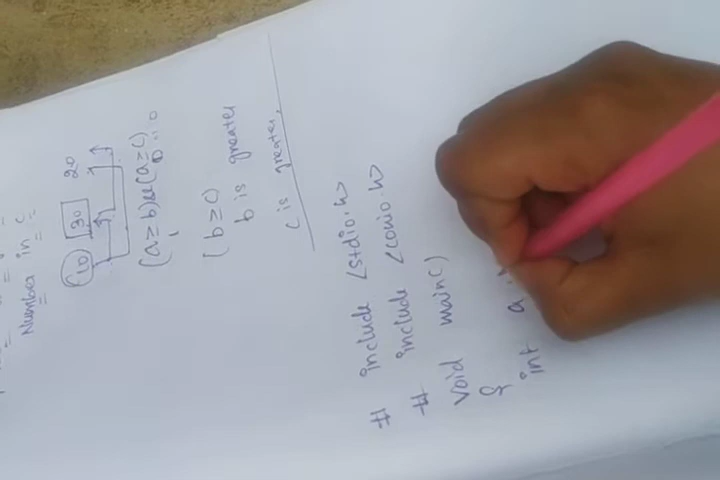 Number in C
10 30 20
(a≥b)&&(a≥c)
(b≥c)
b is greater
c is greater,
# include <stdio.h>
# include <conio.h>
void main()
{
int a